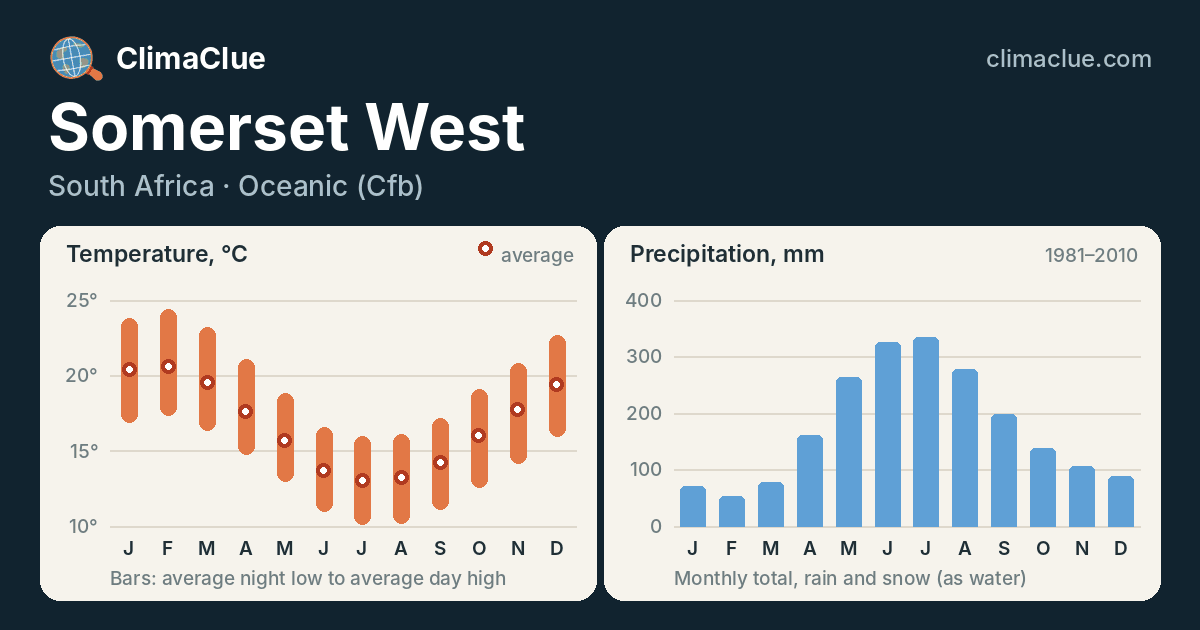 ClimaClue
climaclue.com
Somerset West
South Africa · Oceanic (Cfb)
Temperature, °C
average
25°
20°
15°
10°
J F M A M J J A S O N D
Bars: average night low to average day high
Precipitation, mm
1981–2010
400
300
200
100
0
J F M A M J J A S O N D
Monthly total, rain and snow (as water)